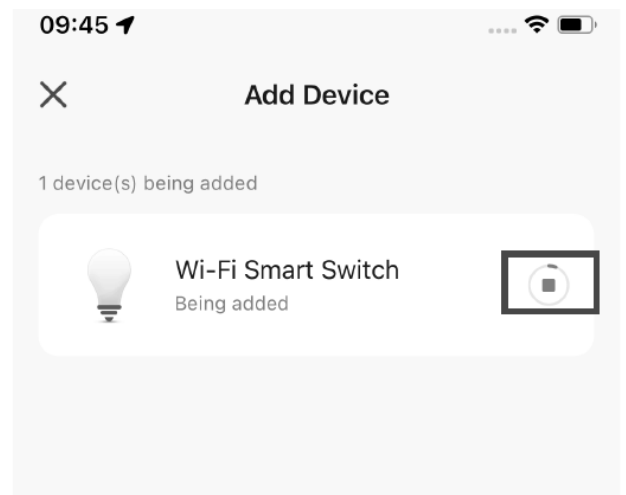 09:45
Add Device
1 device(s) being added
Wi-Fi Smart Switch
Being added